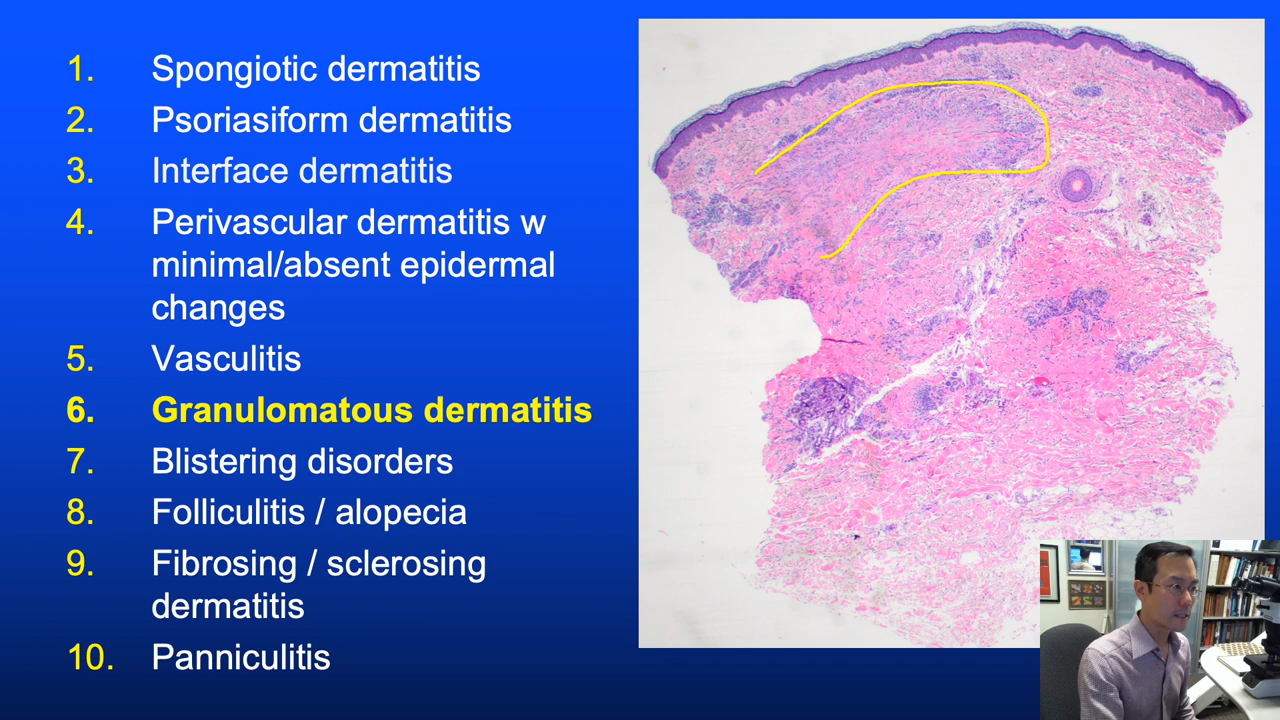 1. Spongiotic dermatitis
2. Psoriasiform dermatitis
3. Interface dermatitis
4. Perivascular dermatitis w
minimal/absent epidermal
changes
5. Vasculitis
6. Granulomatous dermatitis
7. Blistering disorders
8. Folliculitis / alopecia
9. Fibrosing / sclerosing
dermatitis
10. Panniculitis